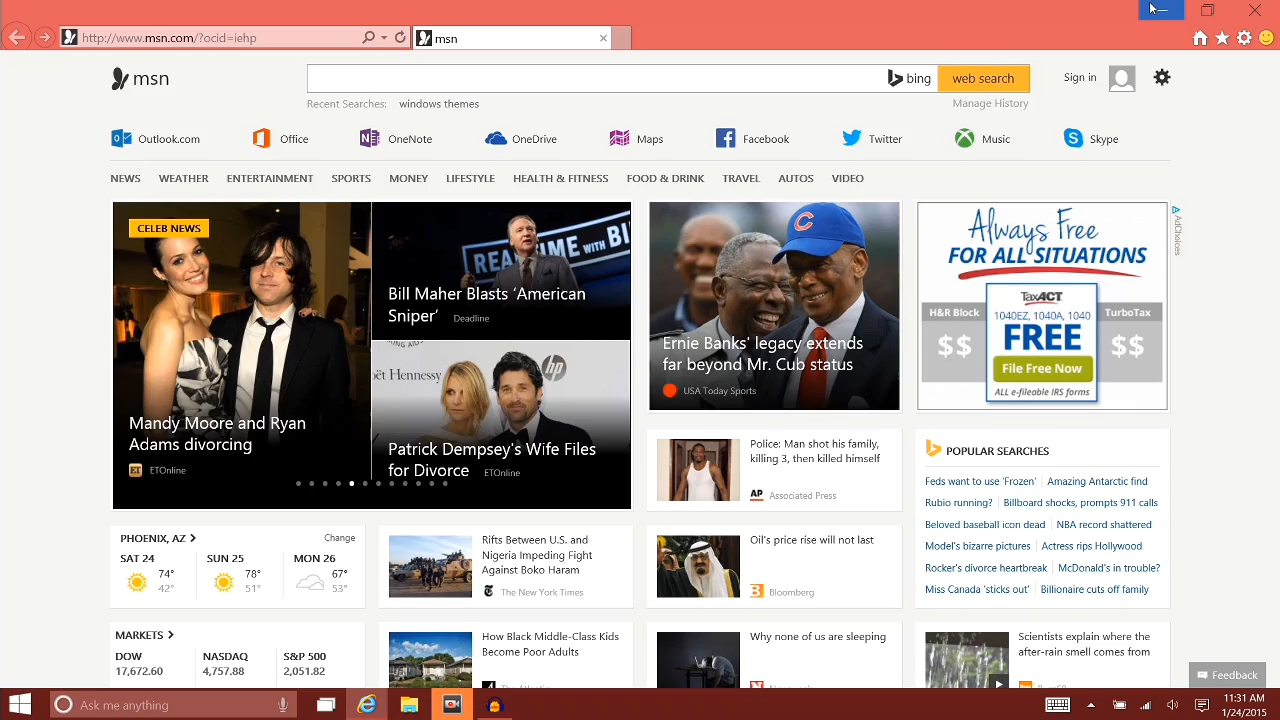 http://www.msn.com/?ocid=iehp
msn
msn
bing
web search
Sign in
Recent Searches: windows themes
Manage History
Outlook.com
Office
OneNote
OneDrive
Maps
Facebook
Twitter
Music
Skype
NEWS WEATHER ENTERTAINMENT SPORTS MONEY LIFESTYLE HEALTH & FITNESS FOOD & DRINK TRAVEL AUTOS VIDEO
CELEB NEWS
Mandy Moore and Ryan
Adams divorcing
ET ETOnline
REAL TIME WITH BI
Bill Maher Blasts ‘American
Sniper’ Deadline
ët Hennessy
hp
Patrick Dempsey's Wife Files
for Divorce ETOnline
C
Ernie Banks' legacy extends
far beyond Mr. Cub status
USA Today Sports
Always Free
FOR ALL SITUATIONS
H&R Block
$$
TaxACT
1040EZ, 1040A, 1040
FREE
File Free Now
ALL e-fileable IRS forms
TurboTax
$$
AdChoices
Police: Man shot his family,
killing 3, then killed himself
AP Associated Press
POPULAR SEARCHES
Feds want to use 'Frozen' Amazing Antarctic find
Rubio running? Billboard shocks, prompts 911 calls
Beloved baseball icon dead NBA record shattered
Model's bizarre pictures Actress rips Hollywood
Rocker's divorce heartbreak McDonald's in trouble?
Miss Canada 'sticks out' Billionaire cuts off family
PHOENIX, AZ
Change
SAT 24
74°
42°
SUN 25
78°
51°
MON 26
67°
53°
Rifts Between U.S. and
Nigeria Impeding Fight
Against Boko Haram
The New York Times
Oil's price rise will not last
B Bloomberg
MARKETS
DOW
17,672.60
NASDAQ
4,757.88
S&P 500
2,051.82
How Black Middle-Class Kids
Become Poor Adults
Why none of us are sleeping
Scientists explain where the
after-rain smell comes from
Feedback
Ask me anything
11:31 AM
1/24/2015